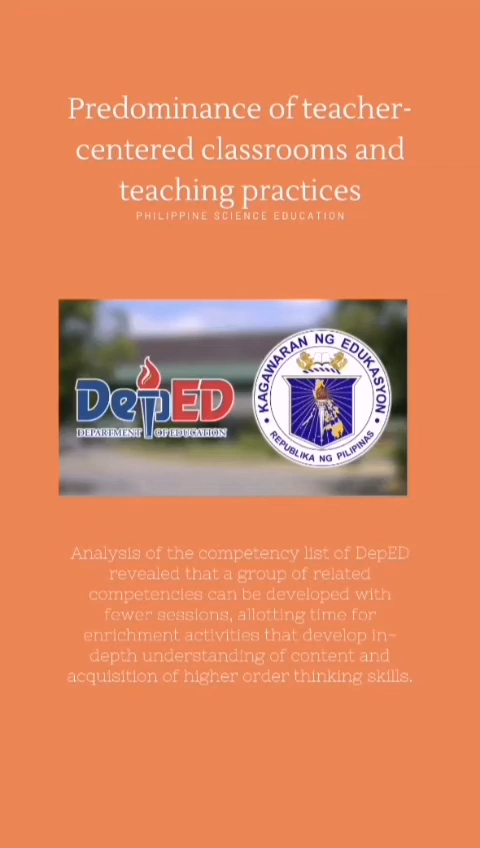 Predominance of teacher-
centered classrooms and
teaching practices
PHILIPPINE SCIENCE EDUCATION
DepED
DEPARTMENT OF EDUCATION
KAGAWARAN NG EDUKASYON
REPUBLIKA NG PILIPINAS
Analysis of the competency list of DepED
revealed that a group of related
competencies can be developed with
fewer sessions, allotting time for
enrichment activities that develop in-
depth understanding of content and
acquisition of higher order thinking skills.